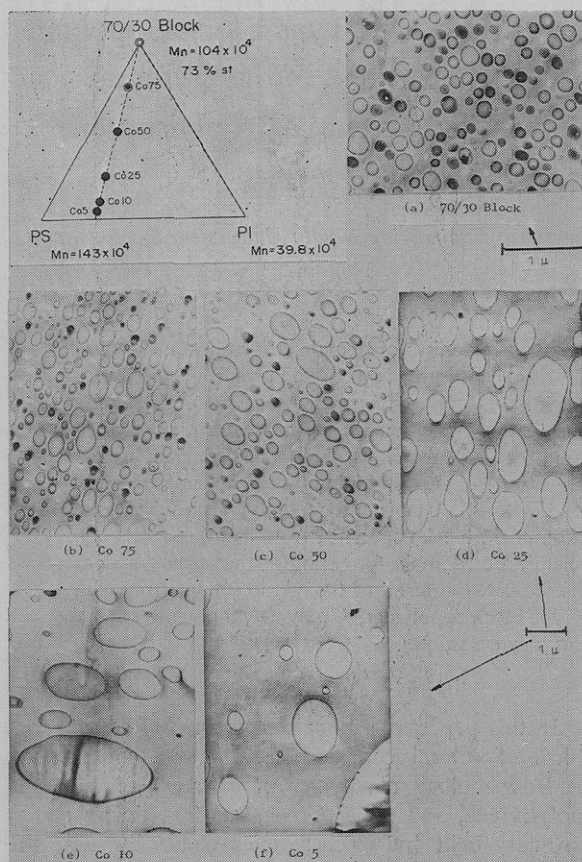 70/30 Block
Mn=104x10⁴
73 % st
Co75
Co50
Co25
Co10
Co5
PS
PI
Mn=143x10⁴
Mn=39.8x10⁴
(a) 70/30 Block
1 μ
(b) Co 75
(c) Co 50
(d) Co 25
1 μ
(e) Co 10
(f) Co 5